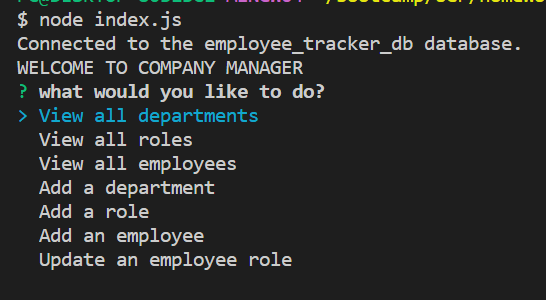 $ node index.js
Connected to the employee_tracker_db database.
WELCOME TO COMPANY MANAGER
? what would you like to do?
> View all departments
View all roles
View all employees
Add a department
Add a role
Add an employee
Update an employee role